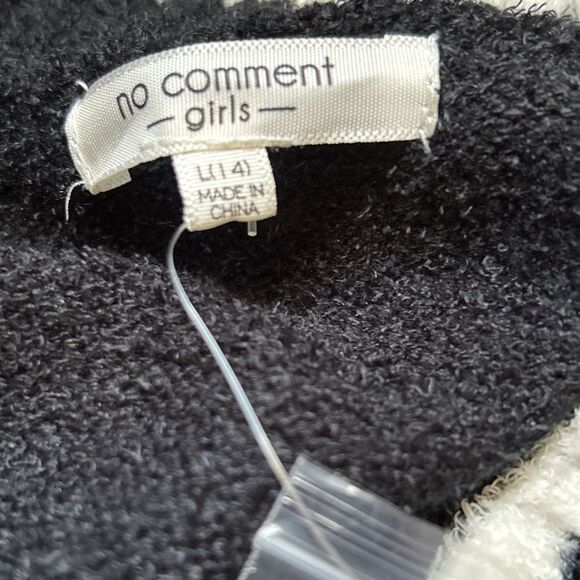 no comment
— girls —
L(14)
MADE IN
CHINA